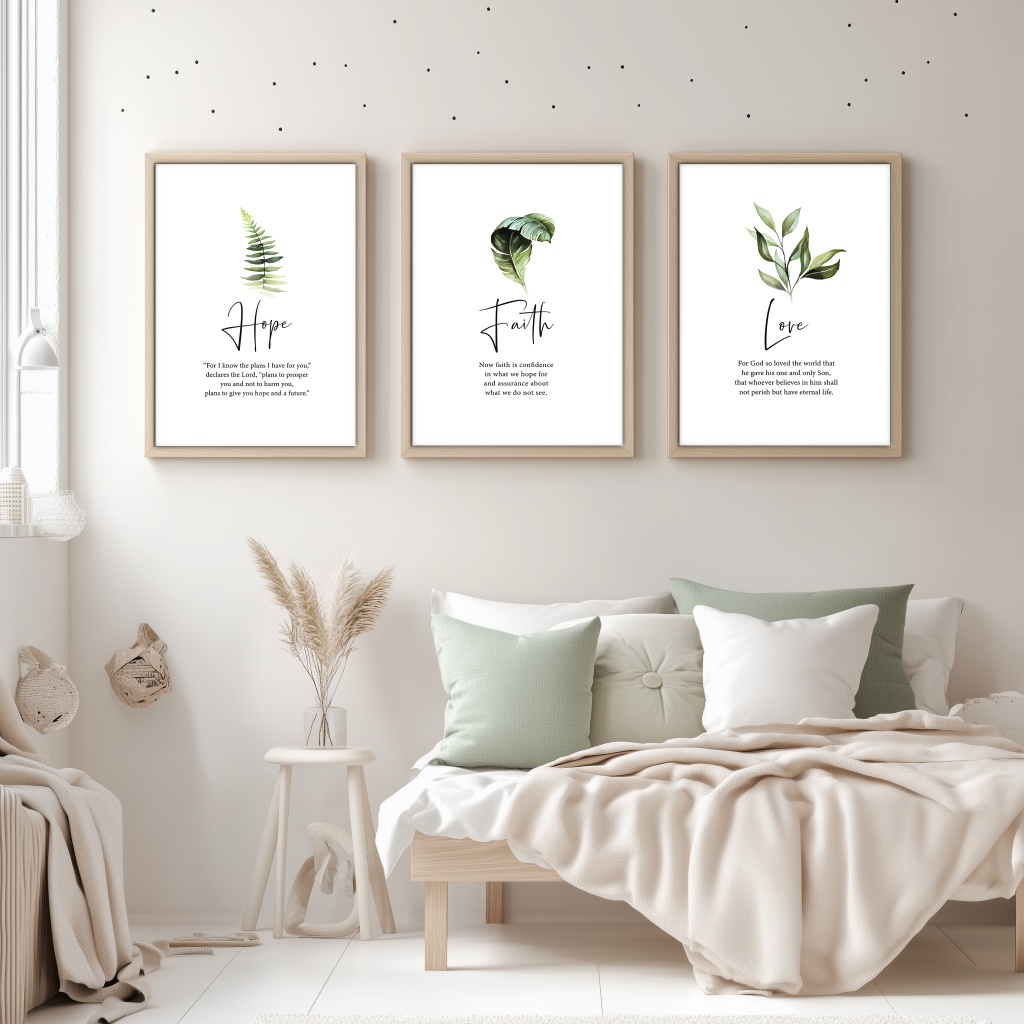 Hope
"For I know the plans I have for you,"
declares the Lord, "plans to prosper
you and not to harm you,
plans to give you hope and a future."
Faith
Now faith is confidence
in what we hope for
and assurance about
what we do not see.
Love
For God so loved the world that
he gave his one and only Son,
that whoever believes in him shall
not perish but have eternal life.